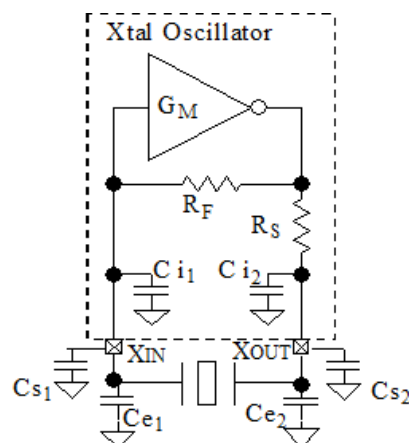 Xtal Oscillator
GM
RF
RS
Ci1 Ci2
XIN XOUT
Cs1 Cs2
Ce1 Ce2